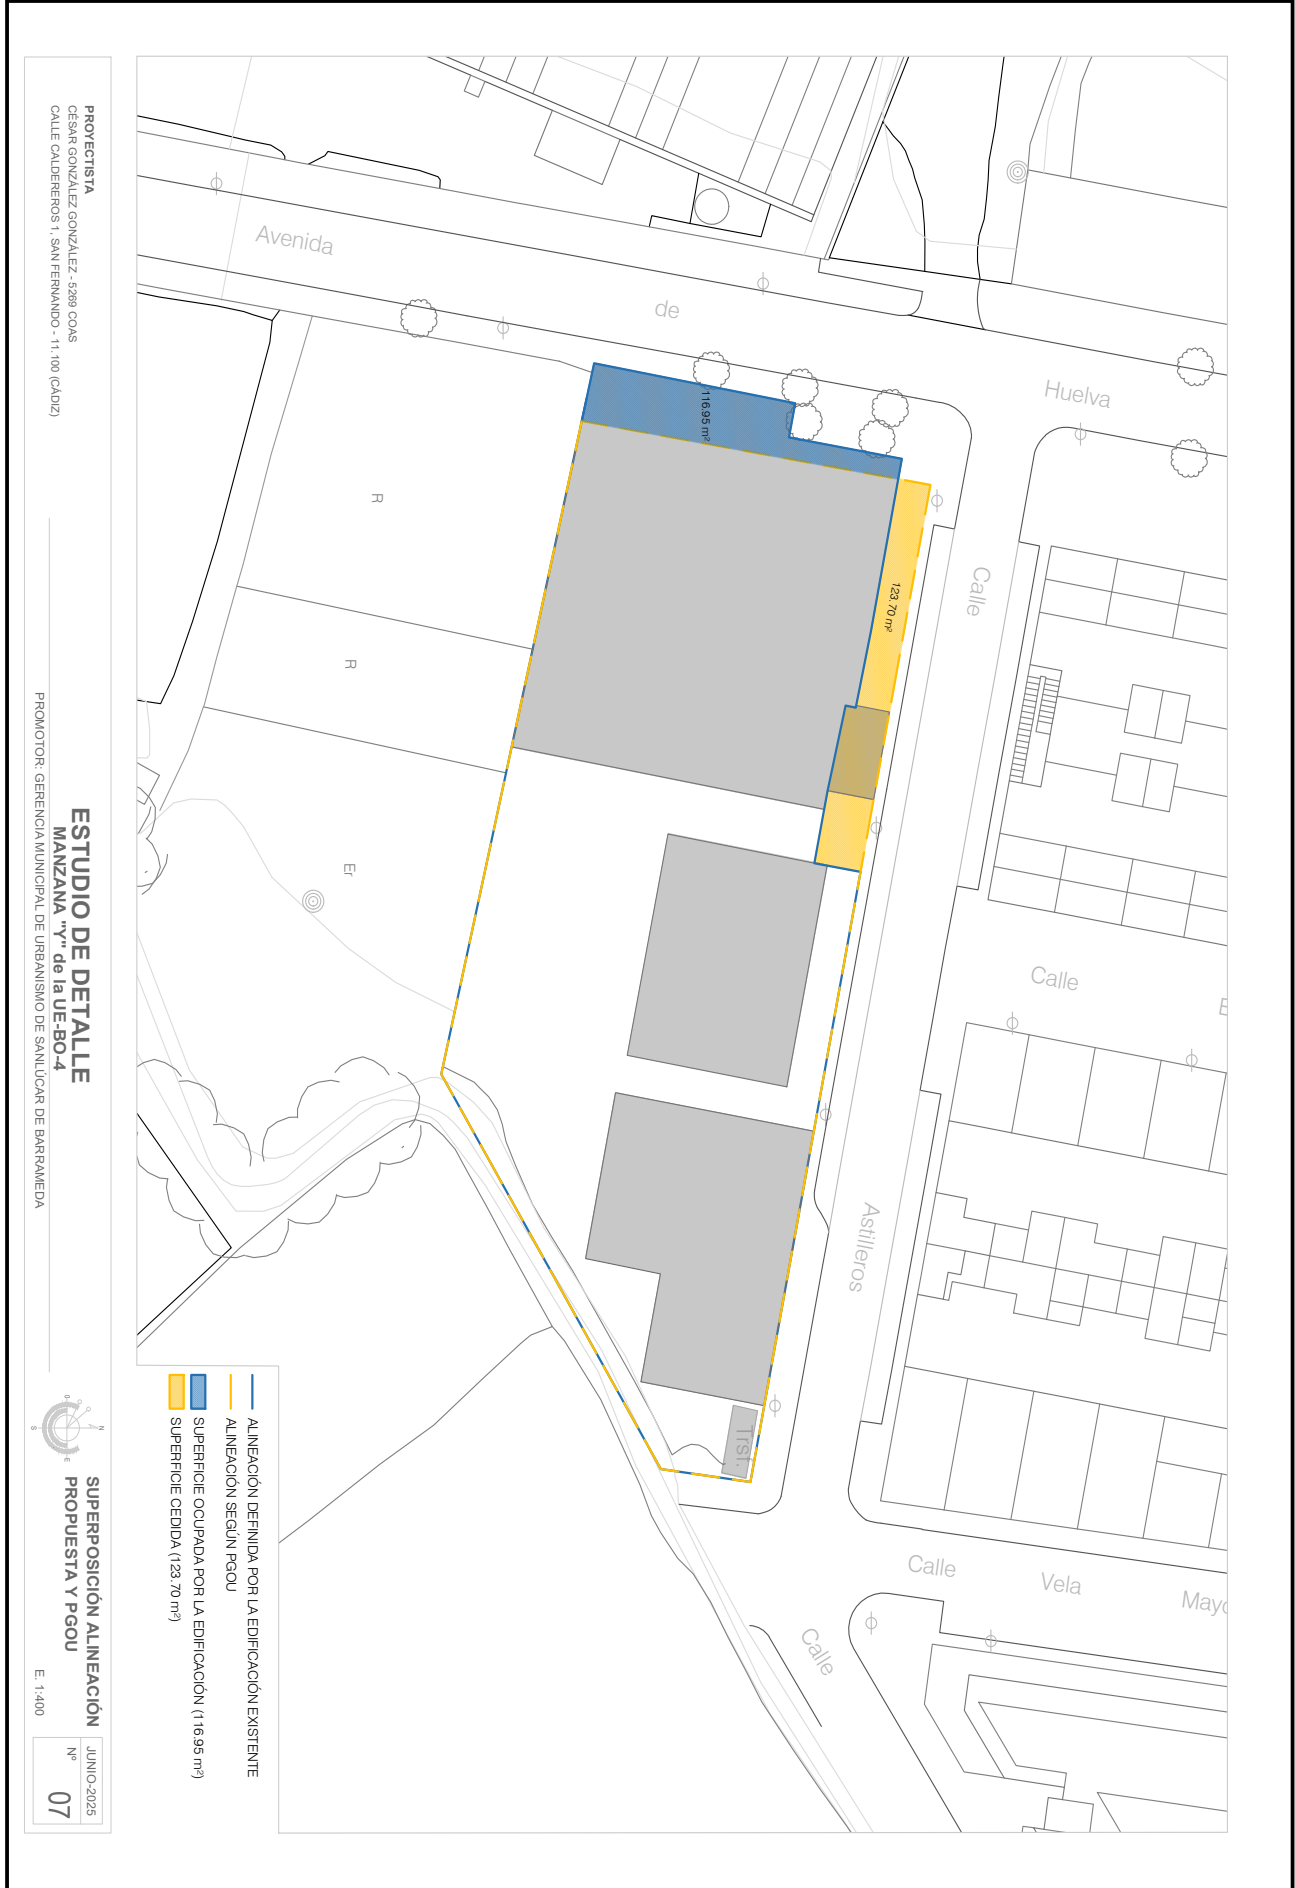 Avenida
de
Huelva
Calle
Astilleros
Calle
E
Calle
Vela
Mayo
Calle
R
R
Er
Trsf.
116.95 m²
123.70 m²
ALINEACIÓN DEFINIDA POR LA EDIFICACIÓN EXISTENTE
ALINEACIÓN SEGÚN PGOU
SUPERFICIE OCUPADA POR LA EDIFICACIÓN (116.95 m²)
SUPERFICIE CEDIDA (123.70 m²)
PROYECTISTA
CÉSAR GONZÁLEZ GONZÁLEZ - 5269 COAS
CALLE CALDEREROS 1, SAN FERNANDO - 11.100 (CÁDIZ)
ESTUDIO DE DETALLE
MANZANA "Y" de la UE-BO-4
PROMOTOR: GERENCIA MUNICIPAL DE URBANISMO DE SANLÚCAR DE BARRAMEDA
N
E
S
O
SUPERPOSICIÓN ALINEACIÓN
PROPUESTA Y PGOU
E. 1:400
JUNIO-2025
Nº
07